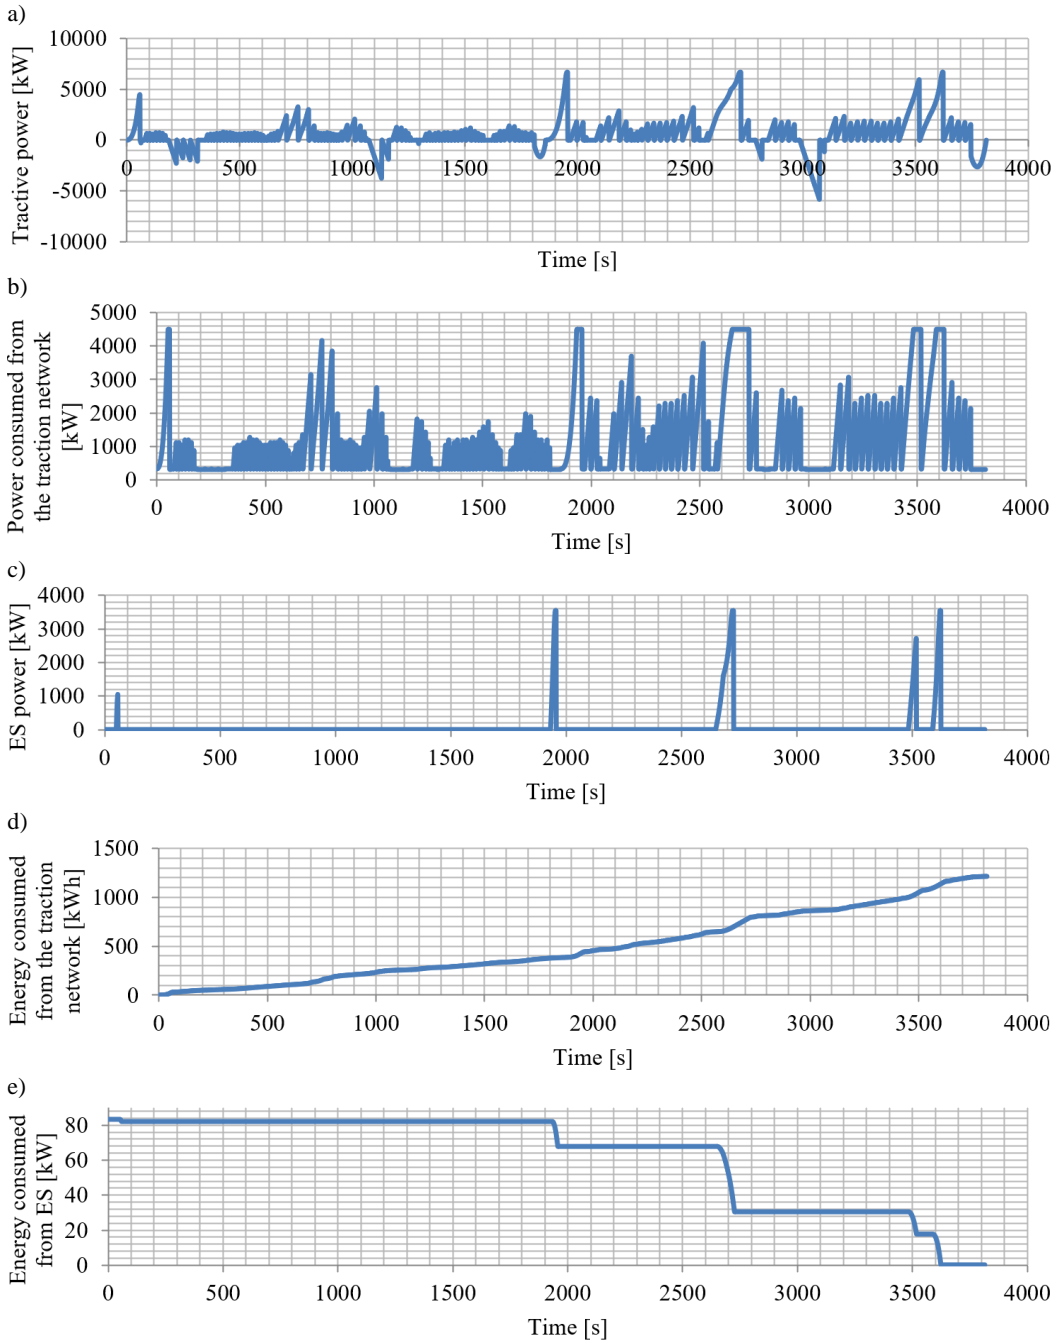 a)
10000
5000
0
-5000
-10000
Tractive power [kW]
0 500 1000 1500 2000 2500 3000 3500 4000
Time [s]
b)
5000
4000
3000
2000
1000
0
Power consumed from
the traction network
[kW]
0 500 1000 1500 2000 2500 3000 3500 4000
Time [s]
c)
4000
3000
2000
1000
0
ES power [kW]
0 500 1000 1500 2000 2500 3000 3500 4000
Time [s]
d)
1500
1000
500
0
Energy consumed
from the traction
network [kWh]
0 500 1000 1500 2000 2500 3000 3500 4000
Time [s]
e)
80
60
40
20
0
Energy consumed
from ES [kW]
0 500 1000 1500 2000 2500 3000 3500 4000
Time [s]